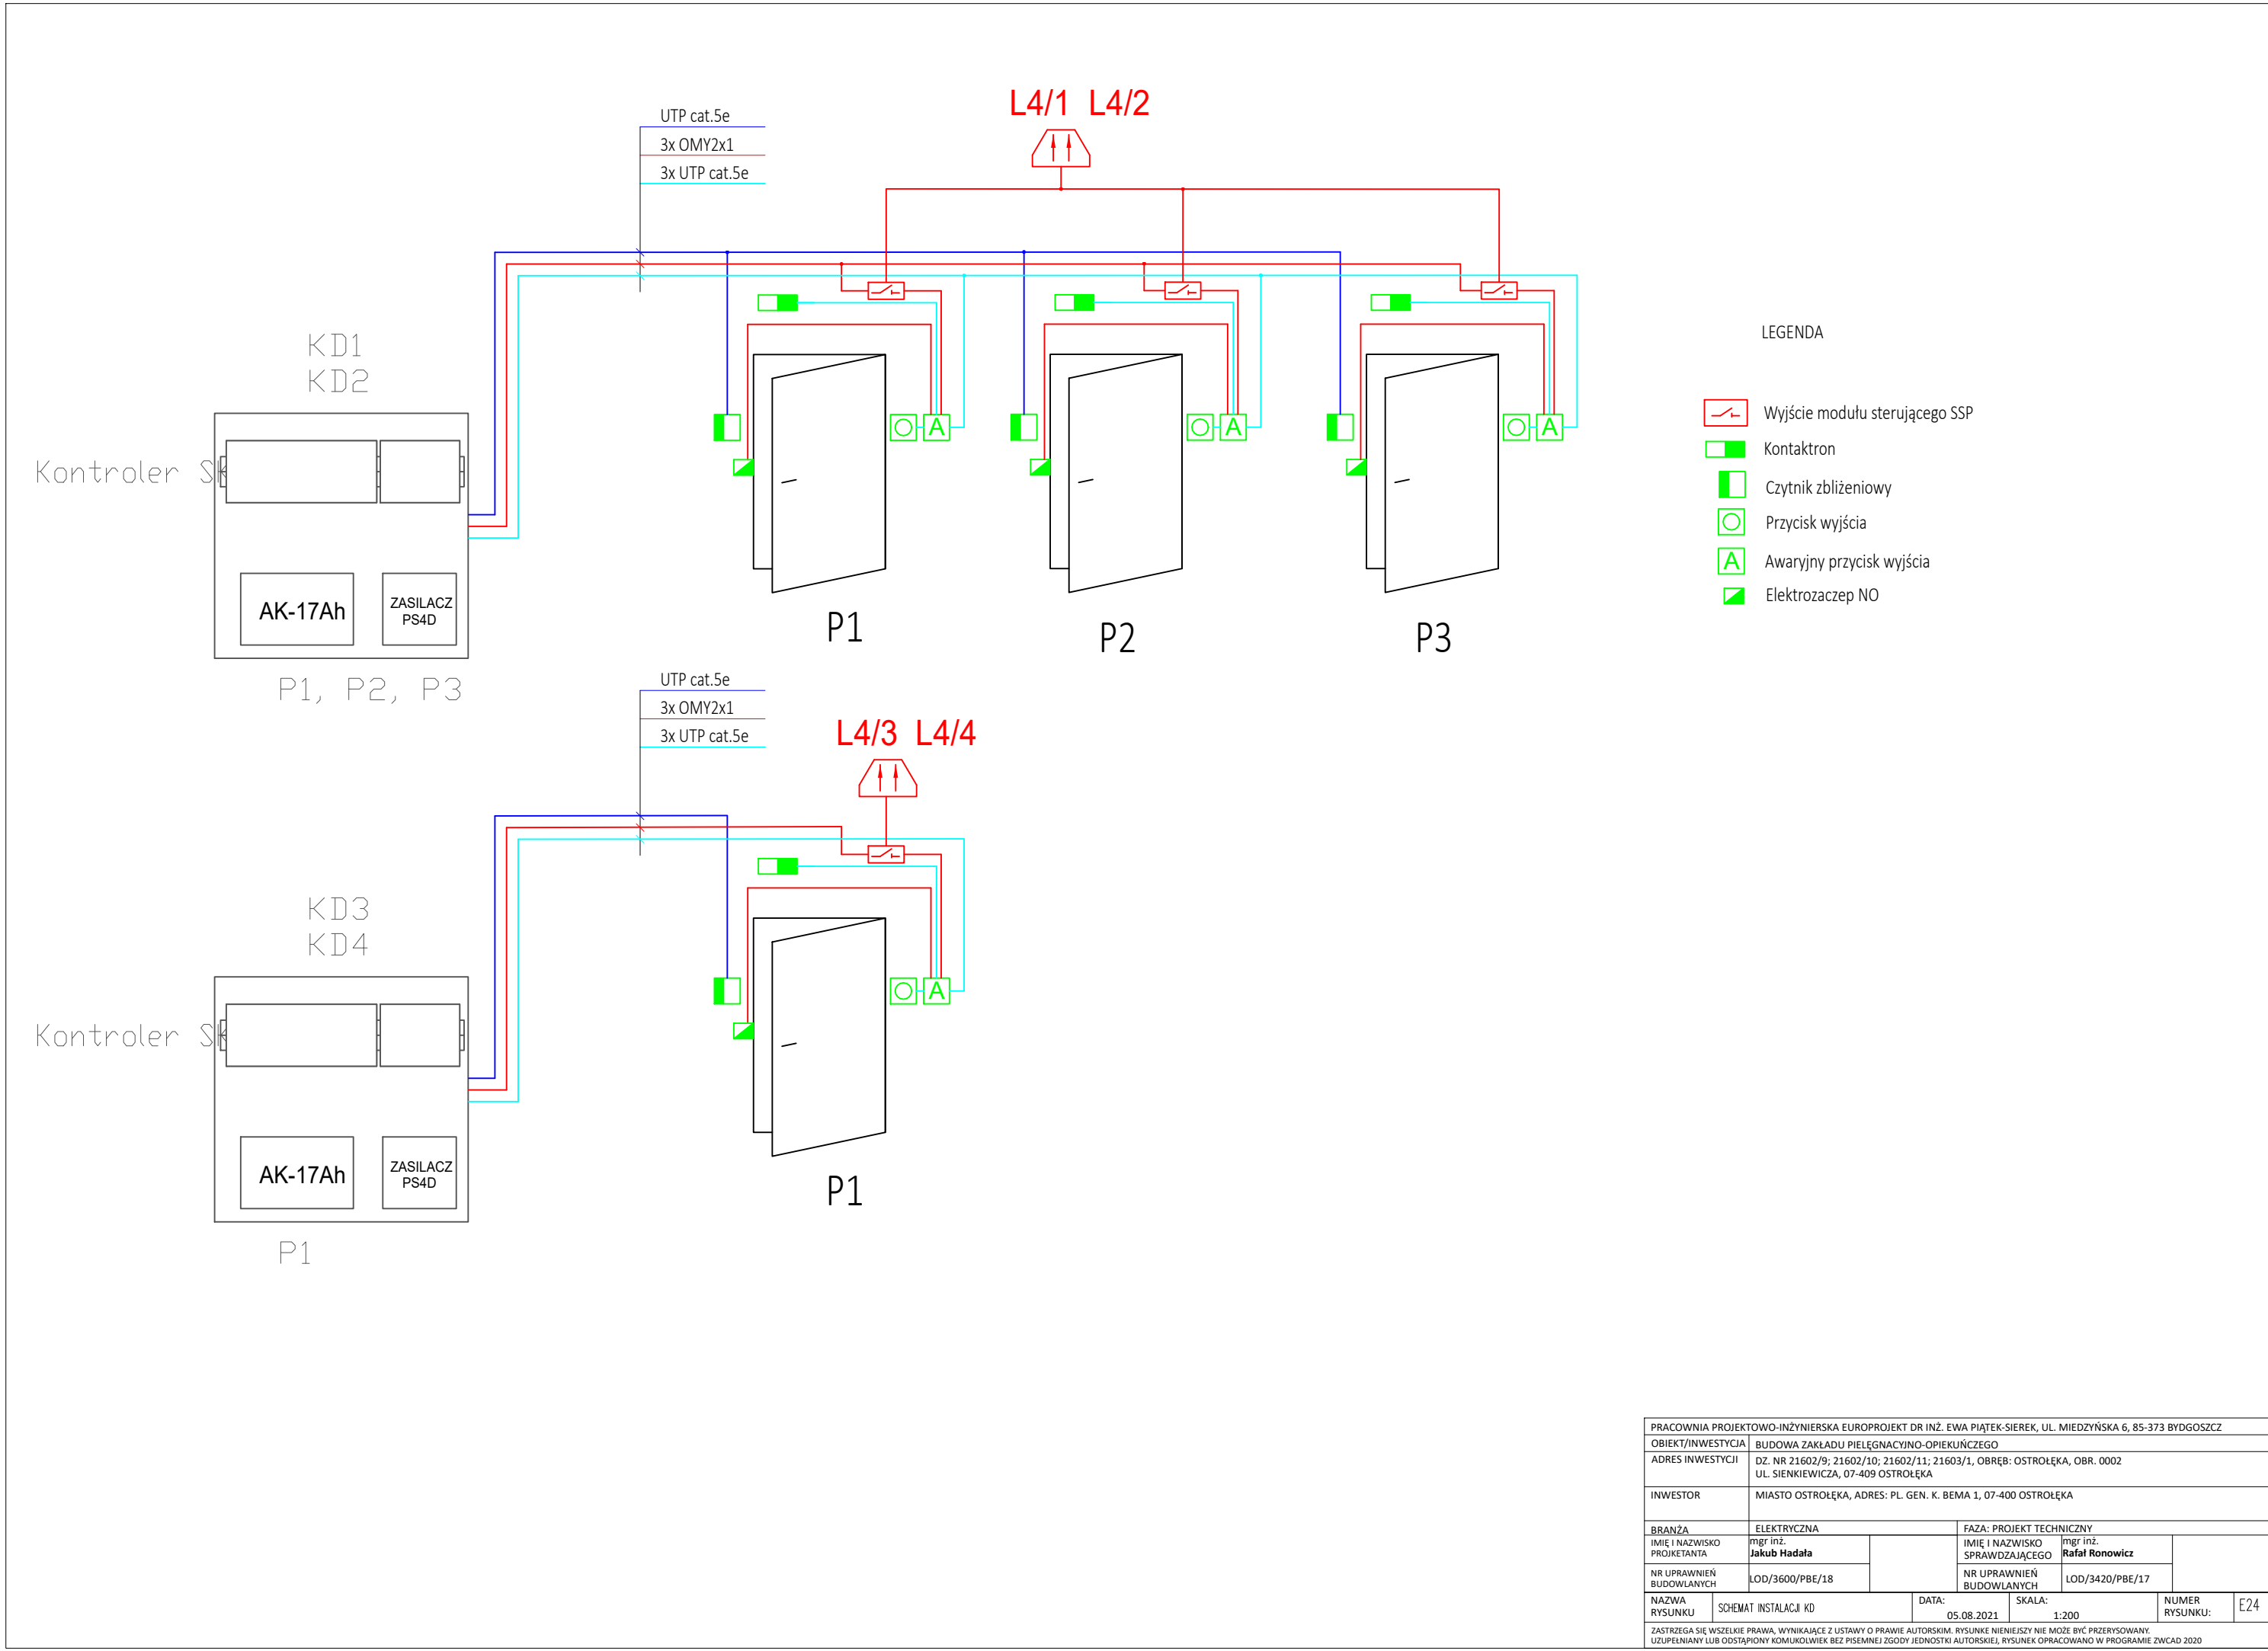 UTP cat.5e
3x OMY2x1
3x UTP cat.5e
L4/1 L4/2
KD1
KD2
Kontroler
AK-17Ah
ZASILACZ
PS4D
P1, P2, P3
A
A
A
P1
P2
P3
LEGENDA
Wyjście modułu sterującego SSP
Kontaktron
Czytnik zbliżeniowy
Przycisk wyjścia
A
Awaryjny przycisk wyjścia
Elektrozaczep NO
UTP cat.5e
3x OMY2x1
3x UTP cat.5e
L4/3 L4/4
KD3
KD4
Kontroler
AK-17Ah
ZASILACZ
PS4D
P1
A
P1
PRACOWNIA PROJEKTOWO-INŻYNIERSKA EUROPROJEKT DR INŻ. EWA PIĄTEK-SIEREK, UL. MIEDZYŃSKA 6, 85-373 BYDGOSZCZ
OBIEKT/INWESTYCJA BUDOWA ZAKŁADU PIELĘGNACYJNO-OPIEKUŃCZEGO
ADRES INWESTYCJI DZ. NR 21602/9; 21602/10; 21602/11; 21603/1, OBRĘB: OSTROŁĘKA, OBR. 0002
UL. SIENKIEWICZA, 07-409 OSTROŁĘKA
INWESTOR MIASTO OSTROŁĘKA, ADRES: PL. GEN. K. BEMA 1, 07-400 OSTROŁĘKA
BRANŻA ELEKTRYCZNA FAZA: PROJEKT TECHNICZNY
IMIĘ I NAZWISKO PROJKETANTA mgr inż. Jakub Hadała
IMIĘ I NAZWISKO SPRAWDZAJĄCEGO mgr inż. Rafał Ronowicz
NR UPRAWNIEŃ BUDOWLANYCH LOD/3600/PBE/18
NR UPRAWNIEŃ BUDOWLANYCH LOD/3420/PBE/17
NAZWA RYSUNKU SCHEMAT INSTALACJI KD
DATA: 05.08.2021
SKALA: 1:200
NUMER RYSUNKU: E24
ZASTRZEGA SIĘ WSZELKIE PRAWA, WYNIKAJĄCE Z USTAWY O PRAWIE AUTORSKIM. RYSUNKE NIENIEJSZY NIE MOŻE BYĆ PRZERYSOWANY.
UZUPEŁNIANY LUB ODSTĄPIONY KOMUKOLWIEK BEZ PISEMNEJ ZGODY JEDNOSTKI AUTORSKIEJ, RYSUNEK OPRACOWANO W PROGRAMIE ZWCAD 2020